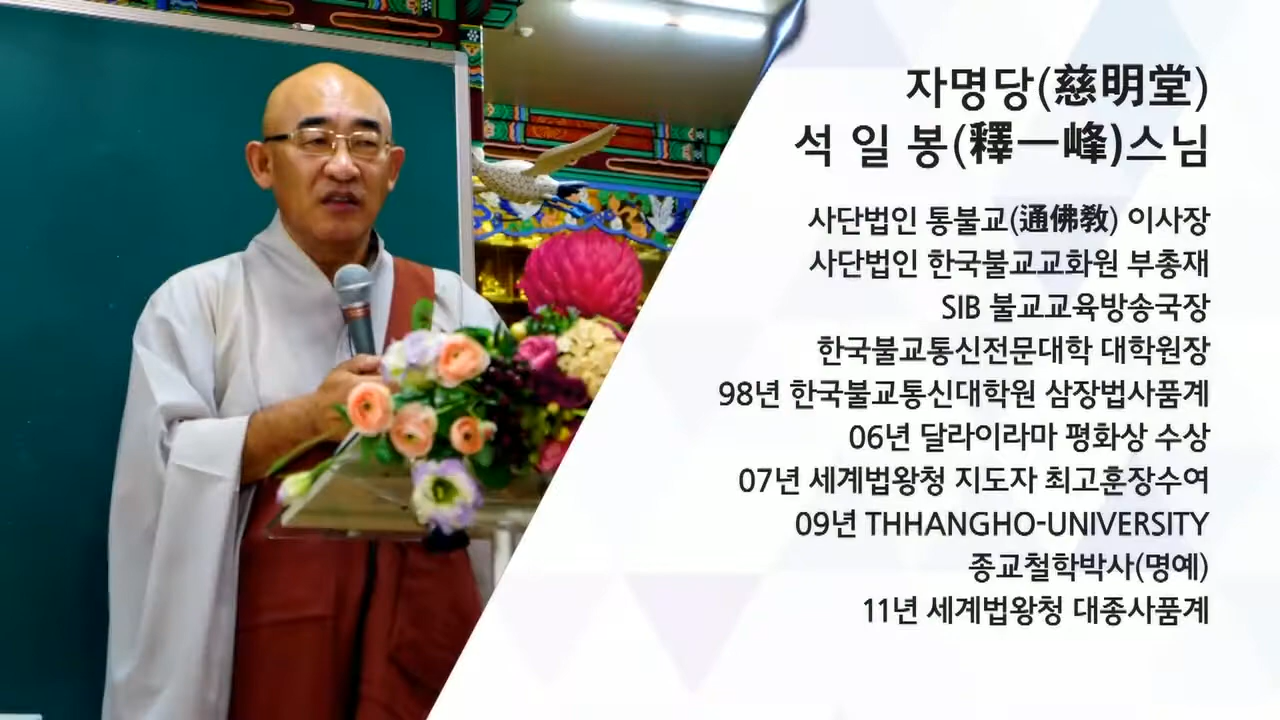 자명당(慈明堂)
석 일 봉(釋一峰)스님
사단법인 통불교(通佛敎) 이사장
사단법인 한국불교교화원 부총재
SIB 불교교육방송국장
한국불교통신전문대학 대학원장
98년 한국불교통신대학원 삼장법사품계
06년 달라이라마 평화상 수상
07년 세계법왕청 지도자 최고훈장수여
09년 THHANGHO-UNIVERSITY
종교철학박사(명예)
11년 세계법왕청 대종사품계